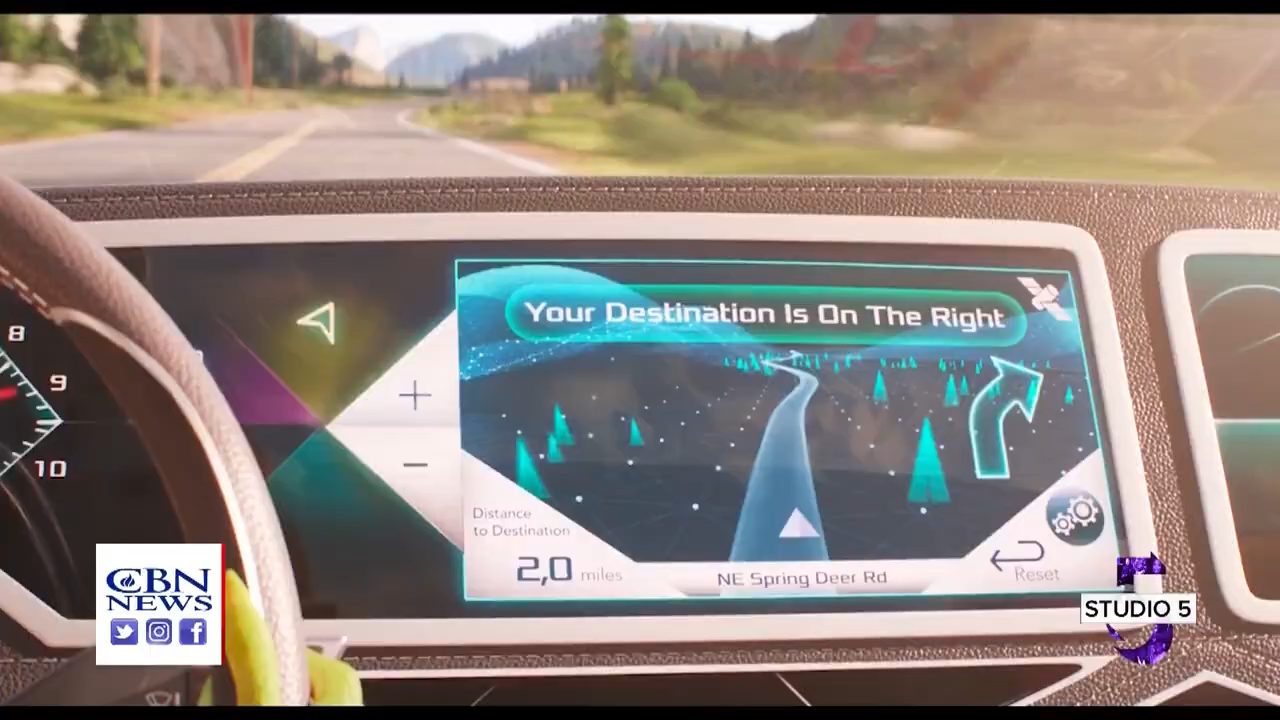 Your Destination Is On The Right
8
9
10
+
−
Distance
to Destination
2,0 miles
NE Spring Deer Rd
Reset
CBN
NEWS
STUDIO 5